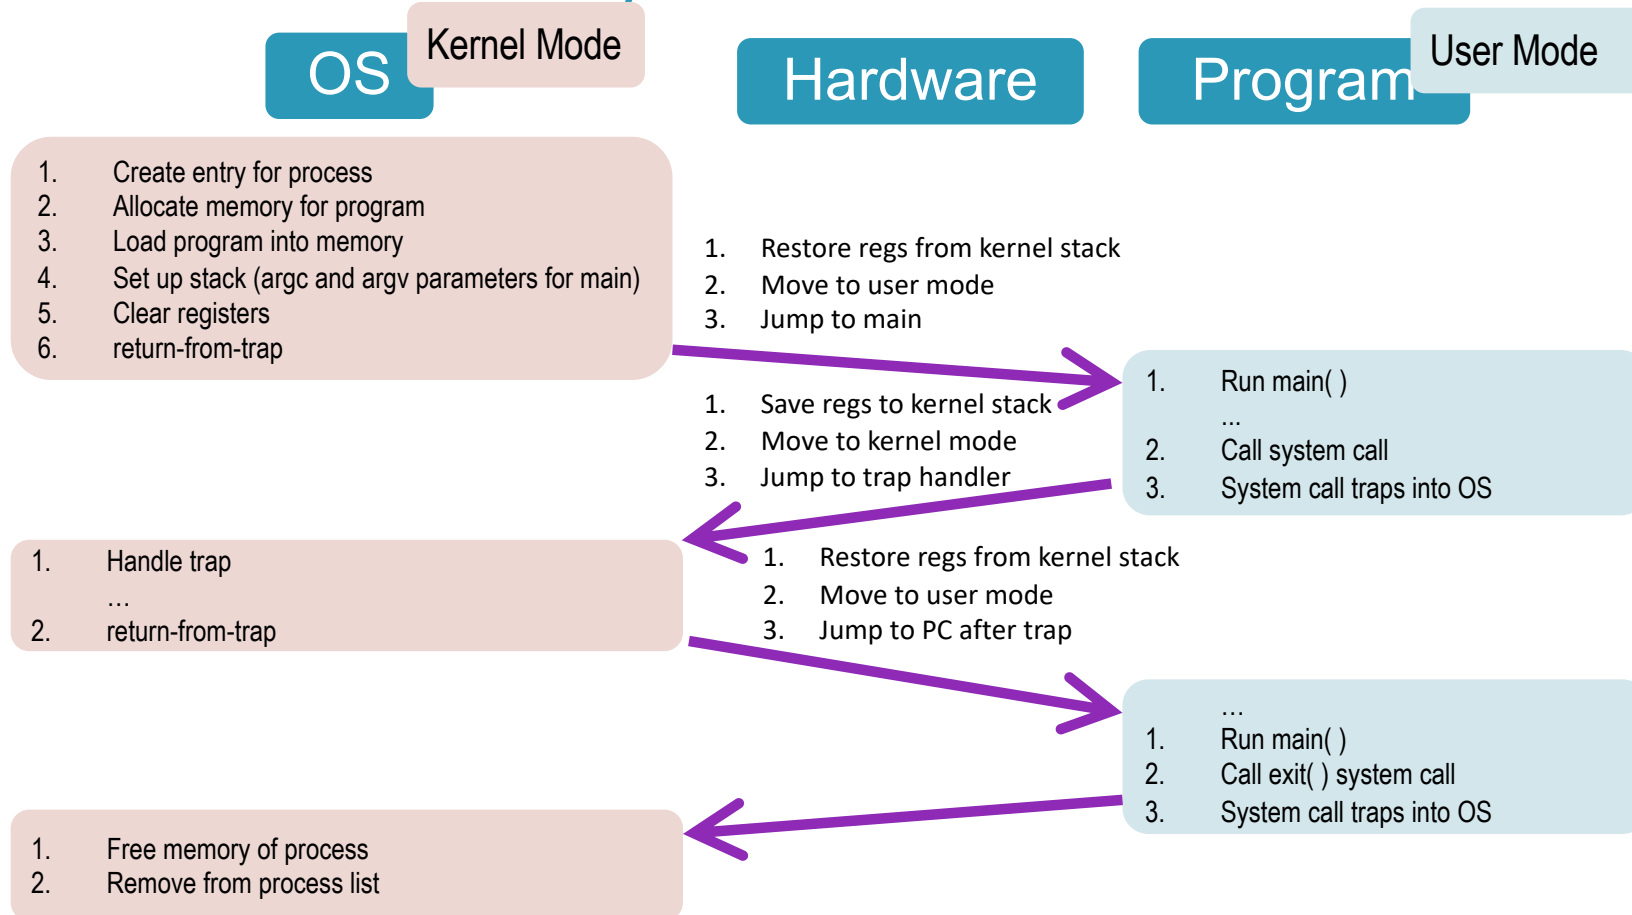 OS
Kernel Mode
Hardware
Program
User Mode
1. Create entry for process
2. Allocate memory for program
3. Load program into memory
4. Set up stack (argc and argv parameters for main)
5. Clear registers
6. return-from-trap
1. Restore regs from kernel stack
2. Move to user mode
3. Jump to main
1. Run main( )
...
2. Call system call
3. System call traps into OS
1. Save regs to kernel stack
2. Move to kernel mode
3. Jump to trap handler
1. Handle trap
…
2. return-from-trap
1. Restore regs from kernel stack
2. Move to user mode
3. Jump to PC after trap
…
1. Run main( )
2. Call exit( ) system call
3. System call traps into OS
1. Free memory of process
2. Remove from process list